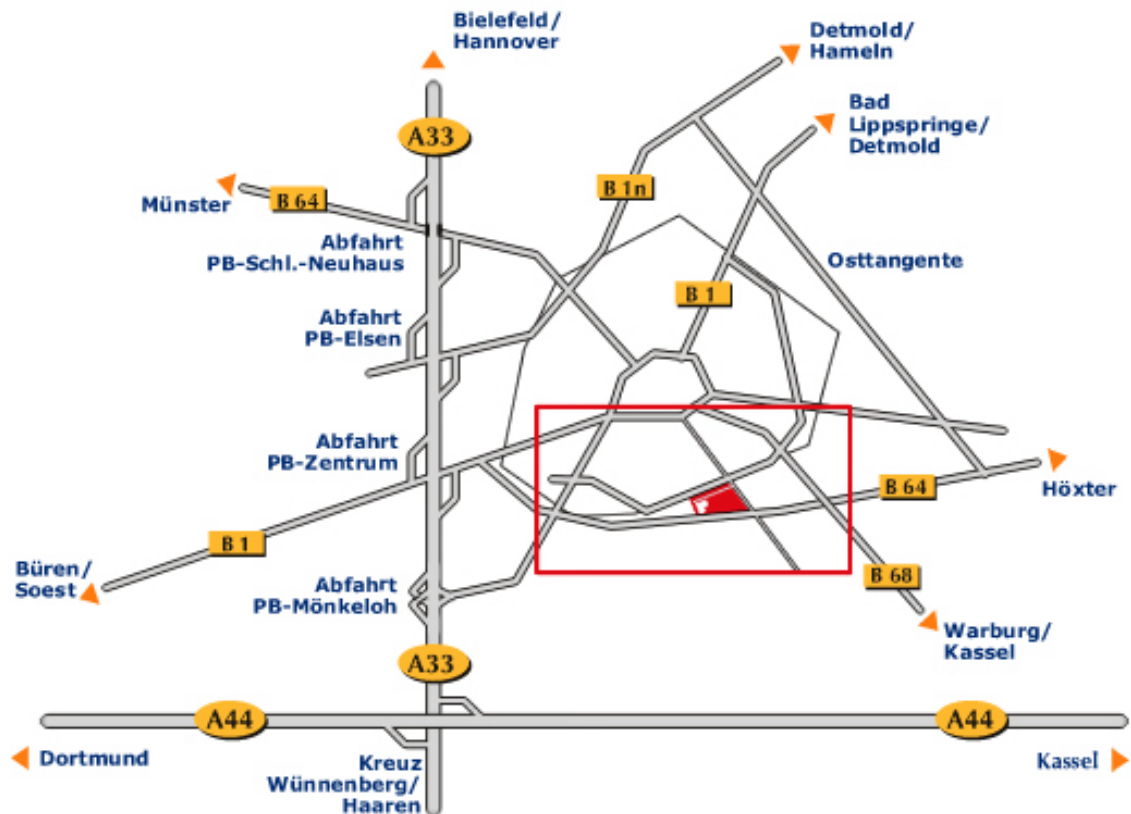 Bielefeld/
Hannover
Detmold/
Hameln
A33
Bad
Lippspringe/
Detmold
B 1n
Münster
B 64
Abfahrt
PB-Schl.-Neuhaus
Osttangente
B 1
Abfahrt
PB-Elsen
Abfahrt
PB-Zentrum
B 64
Höxter
B 1
Büren/
Soest
Abfahrt
PB-Mönkeloh
B 68
Warburg/
Kassel
A33
A44
A44
Dortmund
Kreuz
Wünnenberg/
Haaren
Kassel